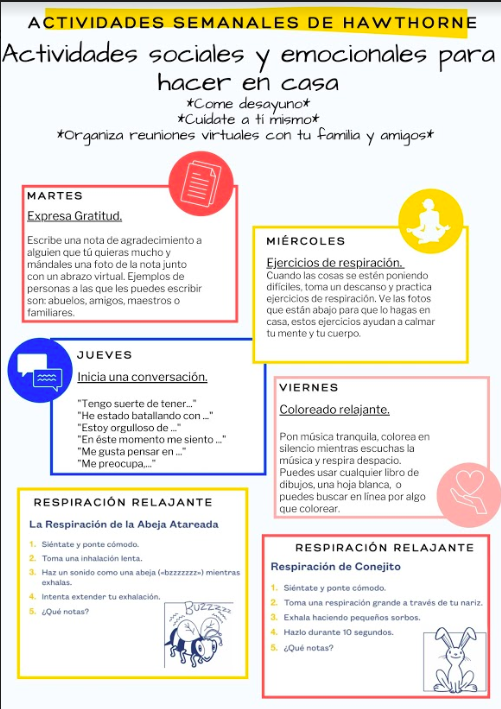 ACTIVIDADES SEMANALES DE HAWTHORNE
Actividades sociales y emocionales para
hacer en casa
*Come desayuno*
*Cuídate a ti mismo*
*Organiza reuniones virtuales con tu familia y amigos*
MARTES
Expresa Gratitud.
Escribe una nota de agradecimiento a
alguien que tú quieras mucho y
mándales una foto de la nota junto
con un abrazo virtual. Ejemplos de
personas a las que les puedes escribir
son: abuelos, amigos, maestros o
familiares.
MIÉRCOLES
Ejercicios de respiración.
Cuando las cosas se estén poniendo
difíciles, toma un descanso y practica
ejercicios de respiración. Ve las fotos
que están abajo para que lo hagas en
casa, estos ejercicios ayudan a calmar
tu mente y tu cuerpo.
JUEVES
Inicia una conversación.
"Tengo suerte de tener..."
"He estado batallando con ..."
"Estoy orgulloso de ..."
"En éste momento me siento ..."
"Me gusta pensar en ..."
"Me preocupa,..."
VIERNES
Coloreado relajante.
Pon música tranquila, colorea en
silencio mientras escuchas la
música y respira despacio.
Puedes usar cualquier libro de
dibujos, una hoja blanca, o
puedes buscar en línea por algo
que colorear.
RESPIRACIÓN RELAJANTE
La Respiración de la Abeja Atareada
1. Siéntate y ponte cómodo.
2. Toma una inhalación lenta.
3. Haz un sonido como una abeja («bzzzzzzz») mientras
exhalas.
4. Intenta extender tu exhalación.
5. ¿Qué notas?
BUZZZzzz
RESPIRACIÓN RELAJANTE
Respiración de Conejito
1. Siéntate y ponte cómodo.
2. Toma una respiración grande a través de tu nariz.
3. Exhala haciendo pequeños sorbos.
4. Hazlo durante 10 segundos.
5. ¿Qué notas?